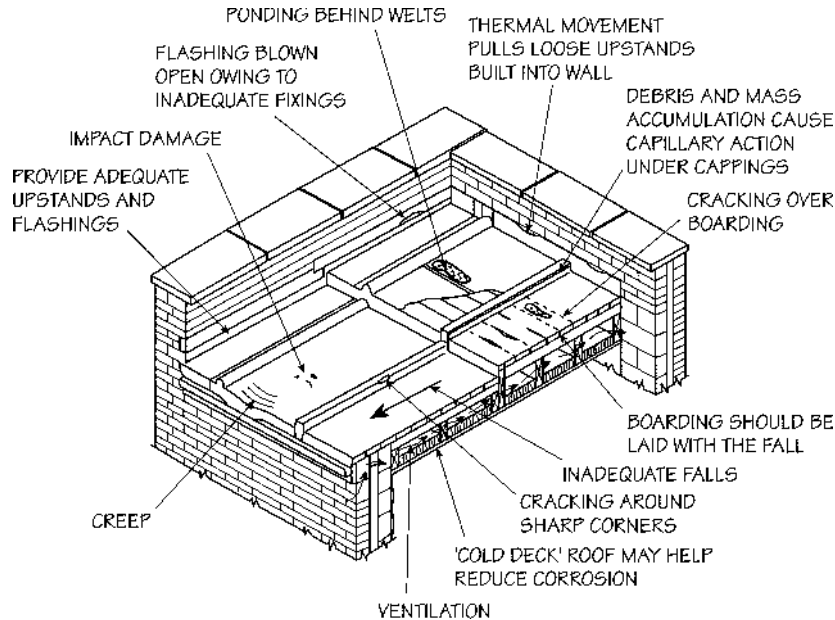 PONDING BEHIND WELTS
THERMAL MOVEMENT
PULLS LOOSE UPSTANDS
BUILT INTO WALL
FLASHING BLOWN
OPEN OWING TO
INADEQUATE FIXINGS
DEBRIS AND MASS
ACCUMULATION CAUSE
CAPILLARY ACTION
UNDER CAPPINGS
IMPACT DAMAGE
PROVIDE ADEQUATE
UPSTANDS AND
FLASHINGS
CRACKING OVER
BOARDING
BOARDING SHOULD BE
LAID WITH THE FALL
INADEQUATE FALLS
CRACKING AROUND
SHARP CORNERS
CREEP
'COLD DECK' ROOF MAY HELP
REDUCE CORROSION
VENTILATION